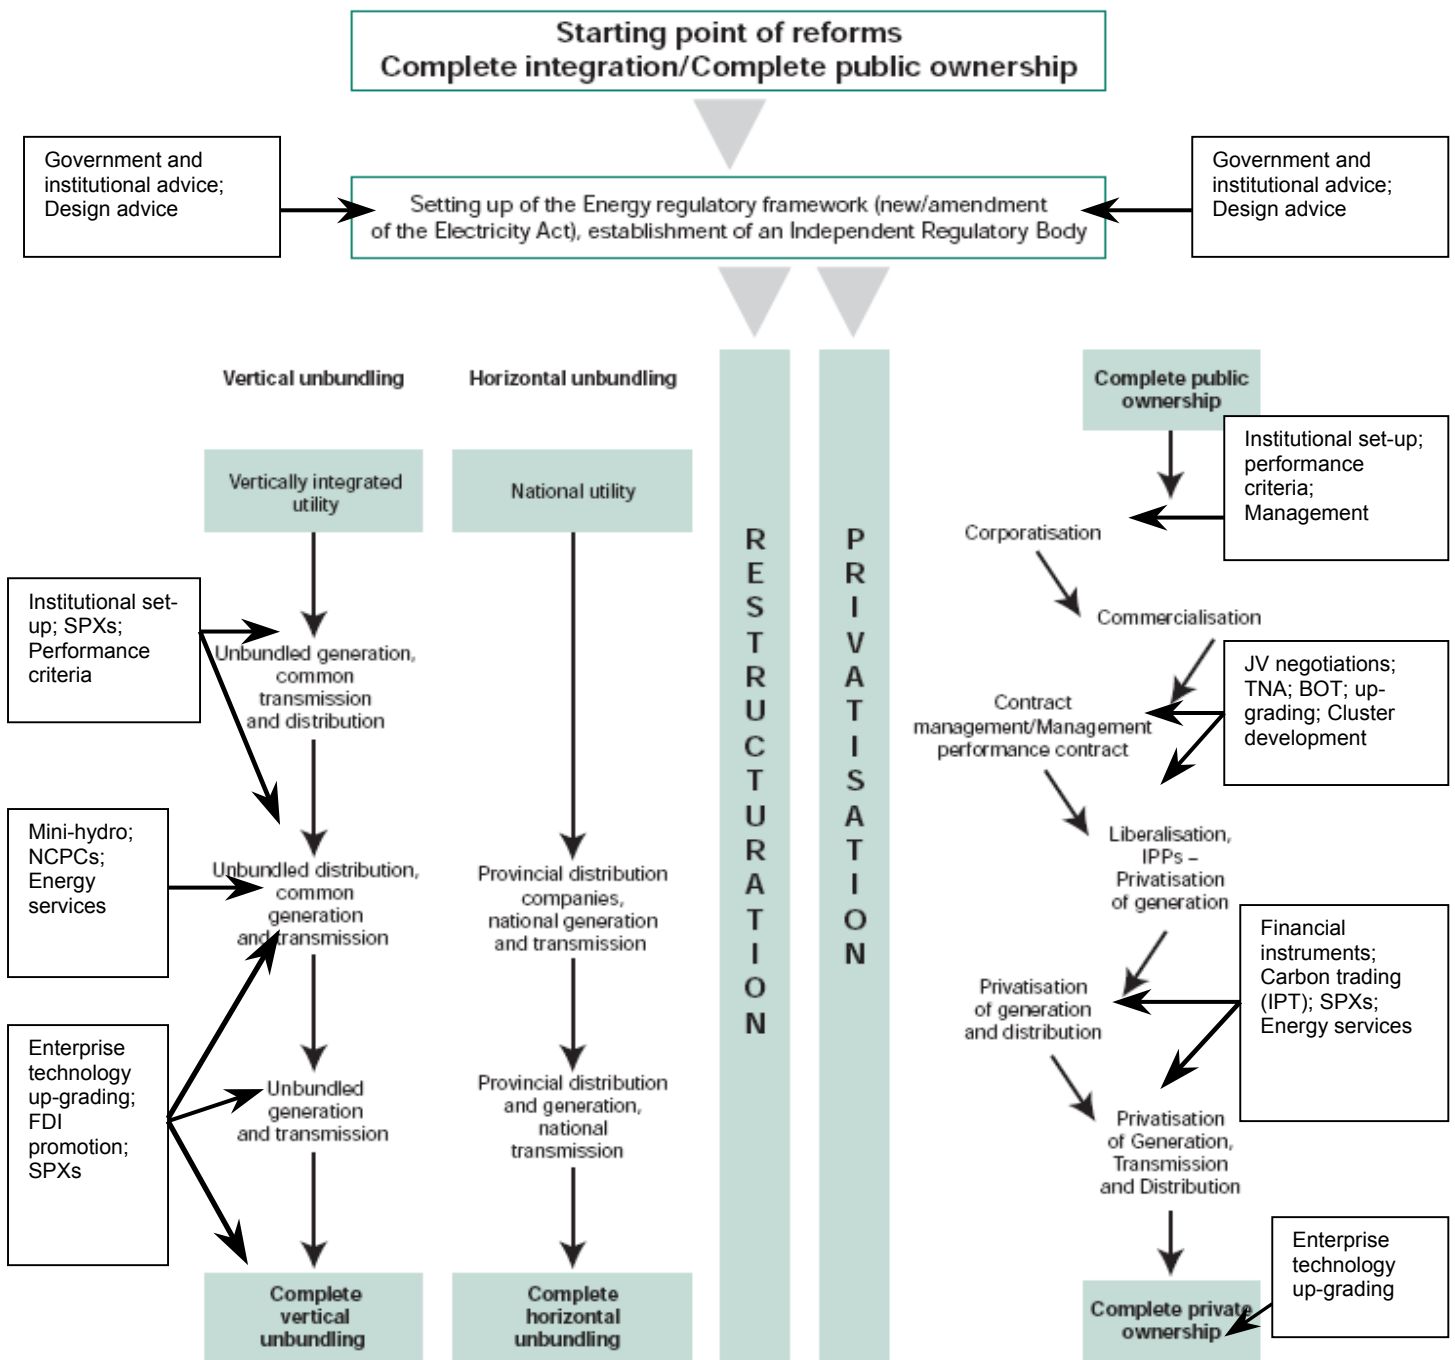 Starting point of reforms
Complete integration/Complete public ownership
Government and
institutional advice;
Design advice
Setting up of the Energy regulatory framework (new/amendment
of the Electricity Act), establishment of an Independent Regulatory Body
Government and
institutional advice;
Design advice
Vertical unbundling
Vertically integrated
utility
Unbundled generation,
common
transmission
and distribution
Unbundled distribution,
common
generation
and transmission
Unbundled
generation
and transmission
Complete
vertical
unbundling
Institutional set-
up; SPXs;
Performance
criteria
Mini-hydro;
NCPCs;
Energy
services
Enterprise
technology
up-grading;
FDI
promotion;
SPXs
Horizontal unbundling
National utility
Provincial distribution
companies,
national generation
and transmission
Provincial distribution
and generation,
national
transmission
Complete
horizontal
unbundling
RESTRUCTURATION
PRIVATISATION
Complete public
ownership
Corporatisation
Commercialisation
Contract
management/Management
performance contract
Liberalisation,
IPPs –
Privatisation
of generation
Privatisation
of generation
and distribution
Privatisation
of Generation,
Transmission
and Distribution
Complete private
ownership
Institutional set-up;
performance
criteria;
Management
JV negotiations;
TNA; BOT; up-
grading; Cluster
development
Financial
instruments;
Carbon trading
(IPT); SPXs;
Energy services
Enterprise
technology
up-grading